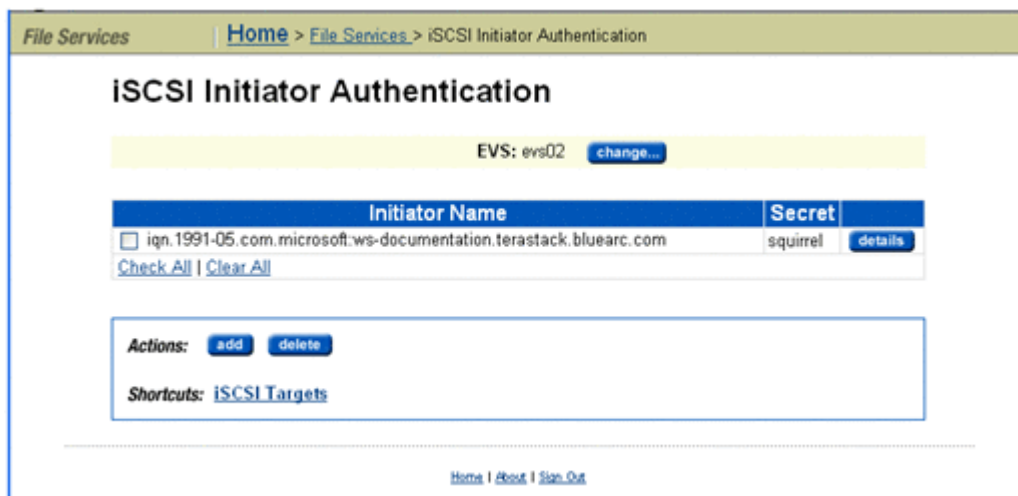 File Services Home > File Services > iSCSI Initiator Authentication
iSCSI Initiator Authentication
EVS: evs02 change...
Initiator Name Secret
iqn.1991-05.com.microsoft:ws-documentation.terastack.bluearc.com squirrel details
Check All | Clear All
Actions: add delete
Shortcuts: iSCSI Targets
Home | About | Sign Out